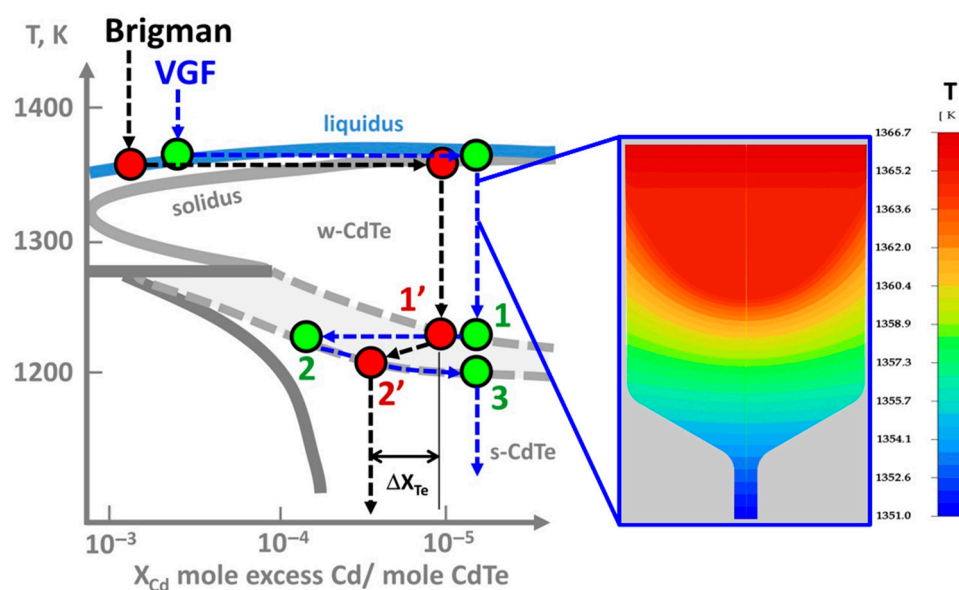 T, K
Brigman
VGF
1400
1300
1200
liquidus
solidus
w-CdTe
1’
1
2
2’
3
s-CdTe
ΔX_Te
10⁻³
10⁻⁴
10⁻⁵
X_Cd mole excess Cd/ mole CdTe
T
[ K
1366.7
1365.2
1363.6
1362.0
1360.4
1358.9
1357.3
1355.7
1354.1
1352.6
1351.0